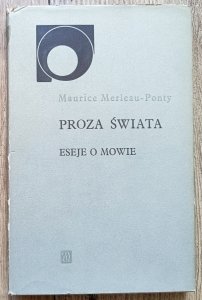 Maurice Merleau-Ponty
PROZA ŚWIATA
ESEJE O MOWIE